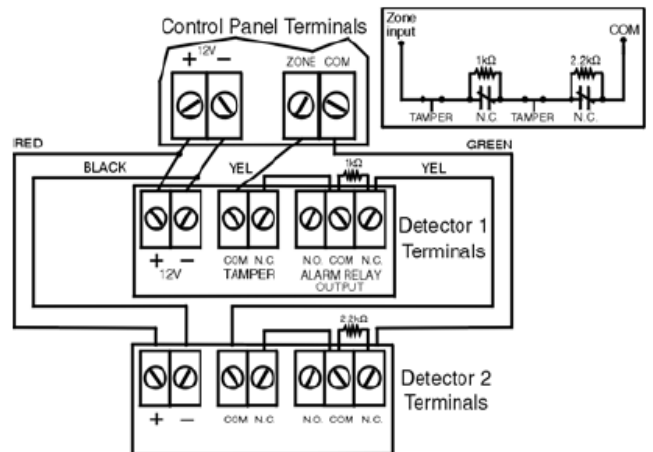 Control Panel Terminals
+ 12V −
ZONE COM
Zone input
COM
1kΩ
2.2kΩ
TAMPER N.C. TAMPER N.C.
RED
GREEN
BLACK
YEL
1kΩ
YEL
Detector 1 Terminals
+ −
12V
COM N.C.
TAMPER
N.O. COM N.C.
ALARM RELAY
OUTPUT
2.2kΩ
Detector 2
Terminals
+ −
COM N.C.
N.O. COM N.C.